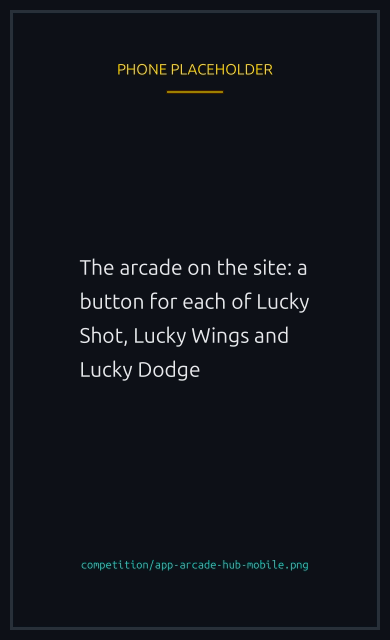 PHONE PLACEHOLDER
The arcade on the site: a
button for each of Lucky
Shot, Lucky Wings and
Lucky Dodge
competition/app-arcade-hub-mobile.png